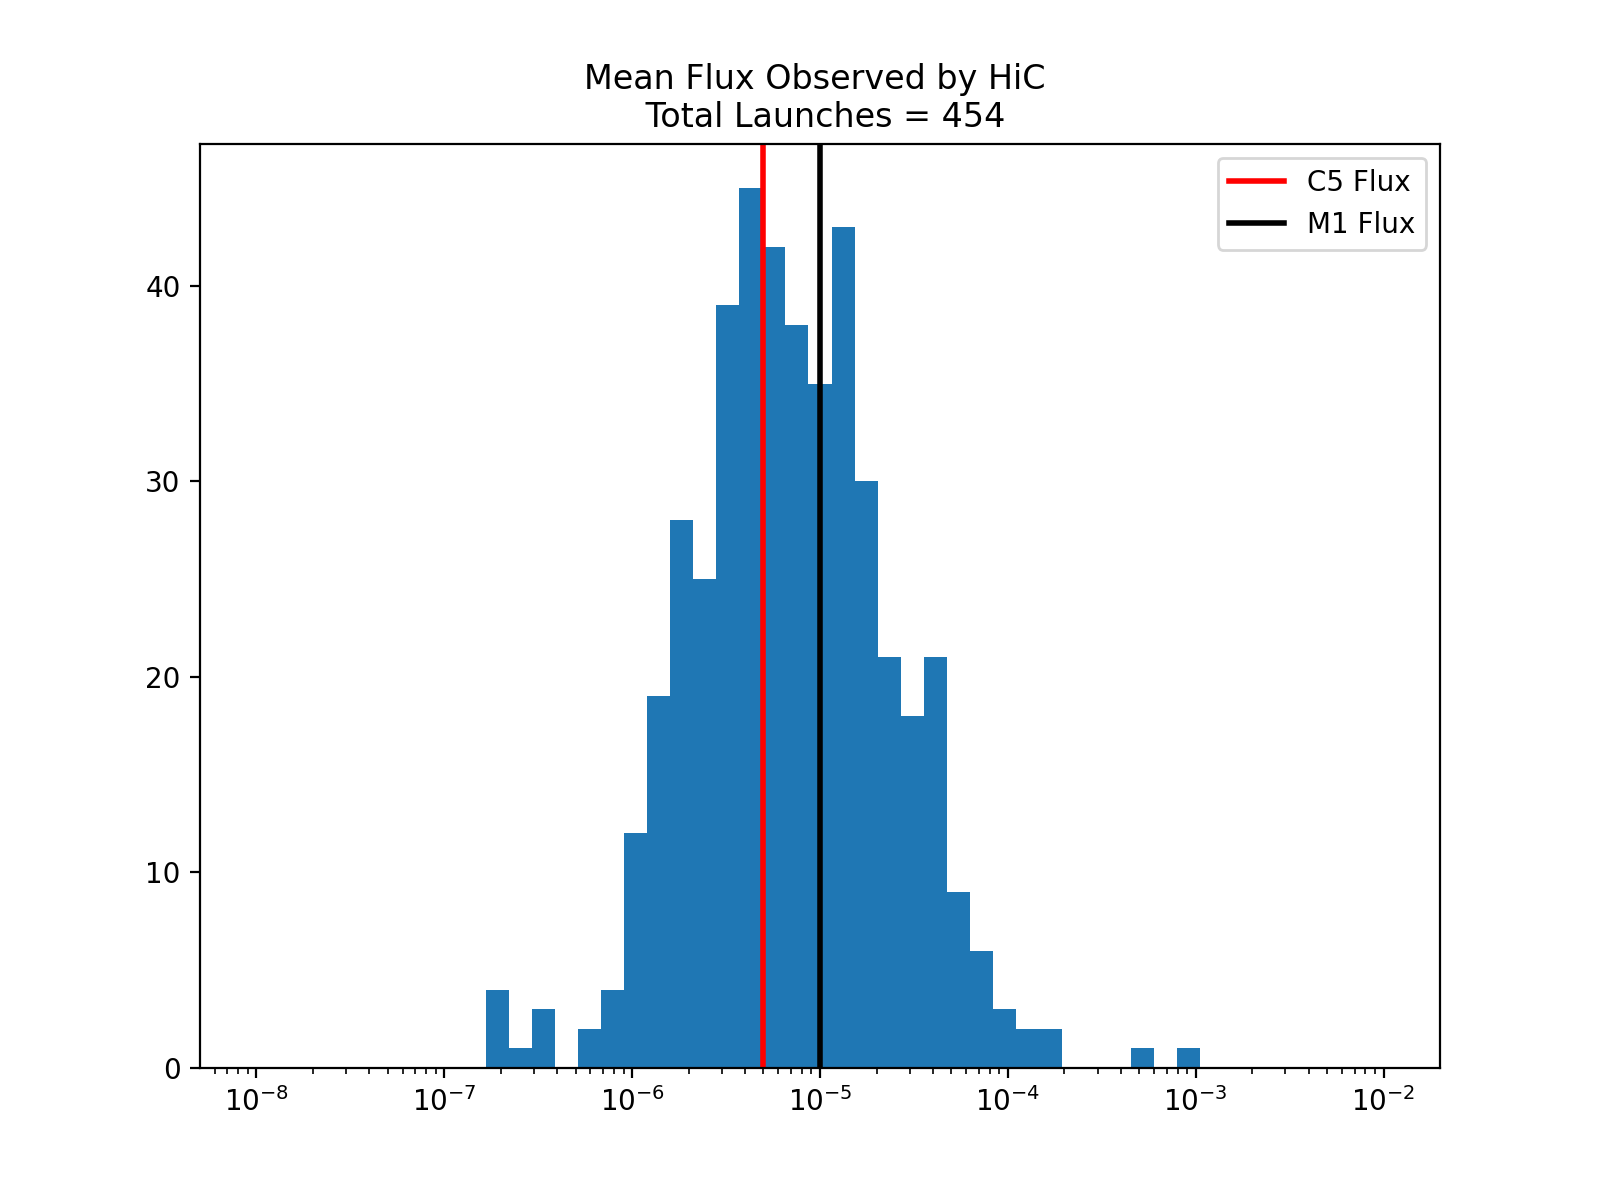 Mean Flux Observed by HiC
Total Launches = 454
C5 Flux
M1 Flux
40
30
20
10
0
10⁻⁸ 10⁻⁷ 10⁻⁶ 10⁻⁵ 10⁻⁴ 10⁻³ 10⁻²